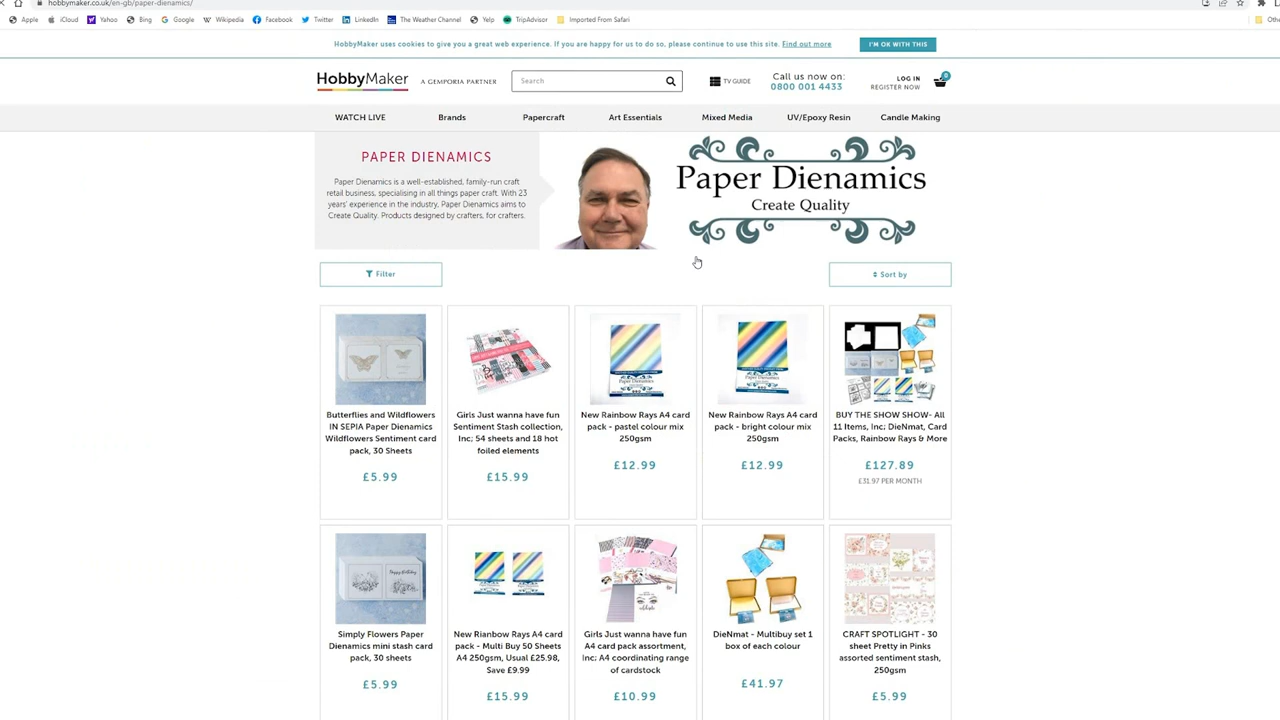 hobbymaker.co.uk/en-gb/paper-dienamics/
Apple iCloud Yahoo Bing Google Wikipedia Facebook Twitter LinkedIn The Weather Channel Yelp TripAdvisor Imported From Safari
HobbyMaker uses cookies to give you a great web experience. If you are happy for us to do so, please continue to use this site. Find out more
I'M OK WITH THIS
HobbyMaker A GEMPORIA PARTNER
Search
TV GUIDE
Call us now on:
0800 001 4433
LOG IN
REGISTER NOW
0
WATCH LIVE Brands Papercraft Art Essentials Mixed Media UV/Epoxy Resin Candle Making
PAPER DIENAMICS
Paper Dienamics is a well-established, family-run craft
retail business, specialising in all things paper craft. With 23
years' experience in the industry, Paper Dienamics aims to
Create Quality. Products designed by crafters, for crafters.
Paper Dienamics
Create Quality
Filter
Sort by
Butterflies and Wildflowers
IN SEPIA Paper Dienamics
Wildflowers Sentiment card
pack, 30 Sheets
£5.99
Girls Just wanna have fun
Sentiment Stash collection,
Inc; 54 sheets and 18 hot
foiled elements
£15.99
Paper Dienamics
New Rainbow Rays A4 card
pack - pastel colour mix
250gsm
£12.99
Paper Dienamics
New Rainbow Rays A4 card
pack - bright colour mix
250gsm
£12.99
BUY THE SHOW SHOW- All
11 Items, Inc; DieNmat, Card
Packs, Rainbow Rays & More
£127.89
£31.97 PER MONTH
Happy Birthday
Simply Flowers Paper
Dienamics mini stash card
pack, 30 sheets
£5.99
New Rianbow Rays A4 card
pack - Multi Buy 50 Sheets
A4 250gsm, Usual £25.98,
Save £9.99
£15.99
celebrate
Girls Just wanna have fun
A4 card pack assortment,
Inc; A4 coordinating range
of cardstock
£10.99
DieNmat - Multibuy set 1
box of each colour
£41.97
CRAFT SPOTLIGHT - 30
sheet Pretty in Pinks
assorted sentiment stash,
250gsm
£5.99